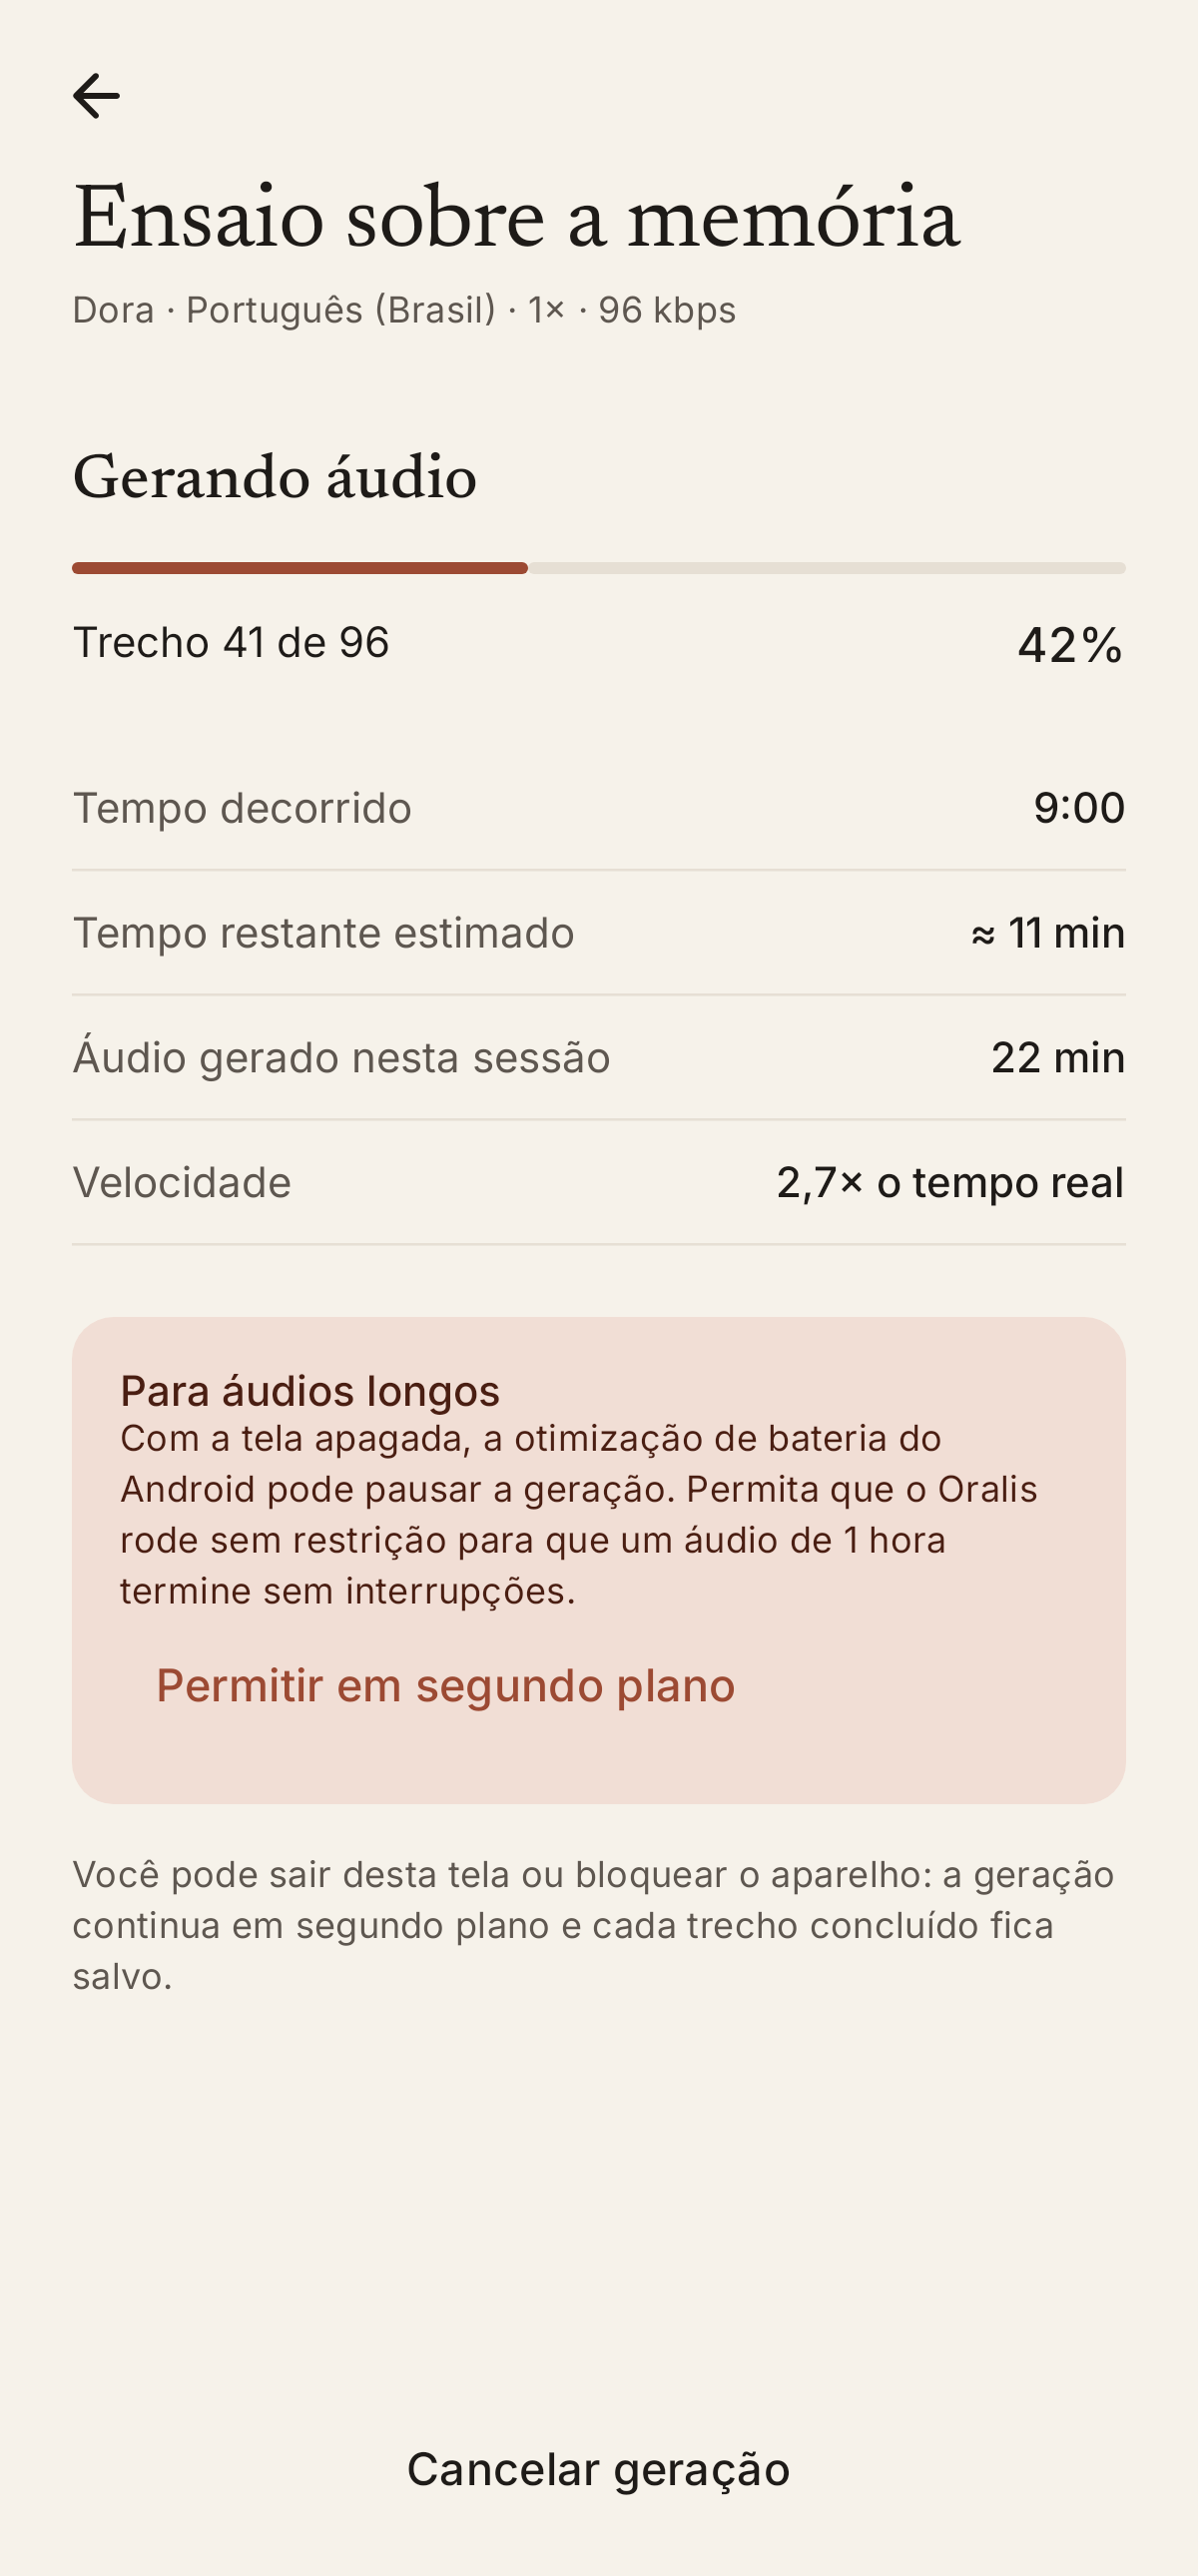 Ensaio sobre a memória
Dora · Português (Brasil) · 1× · 96 kbps
Gerando áudio
Trecho 41 de 96
42%
Tempo decorrido
9:00
Tempo restante estimado
≈ 11 min
Áudio gerado nesta sessão
22 min
Velocidade
2,7× o tempo real
Para áudios longos
Com a tela apagada, a otimização de bateria do
Android pode pausar a geração. Permita que o Oralis
rode sem restrição para que um áudio de 1 hora
termine sem interrupções.
Permitir em segundo plano
Você pode sair desta tela ou bloquear o aparelho: a geração
continua em segundo plano e cada trecho concluído fica
salvo.
Cancelar geração